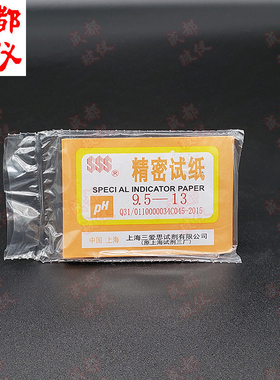 都
仪
SSS®
精密试纸
SPECIAL INDICATOR PAPER
pH
9.5—13
Q31/0110000034C045-2015
中国·上海
上海三爱思试剂有限公司
(原上海试剂三厂)